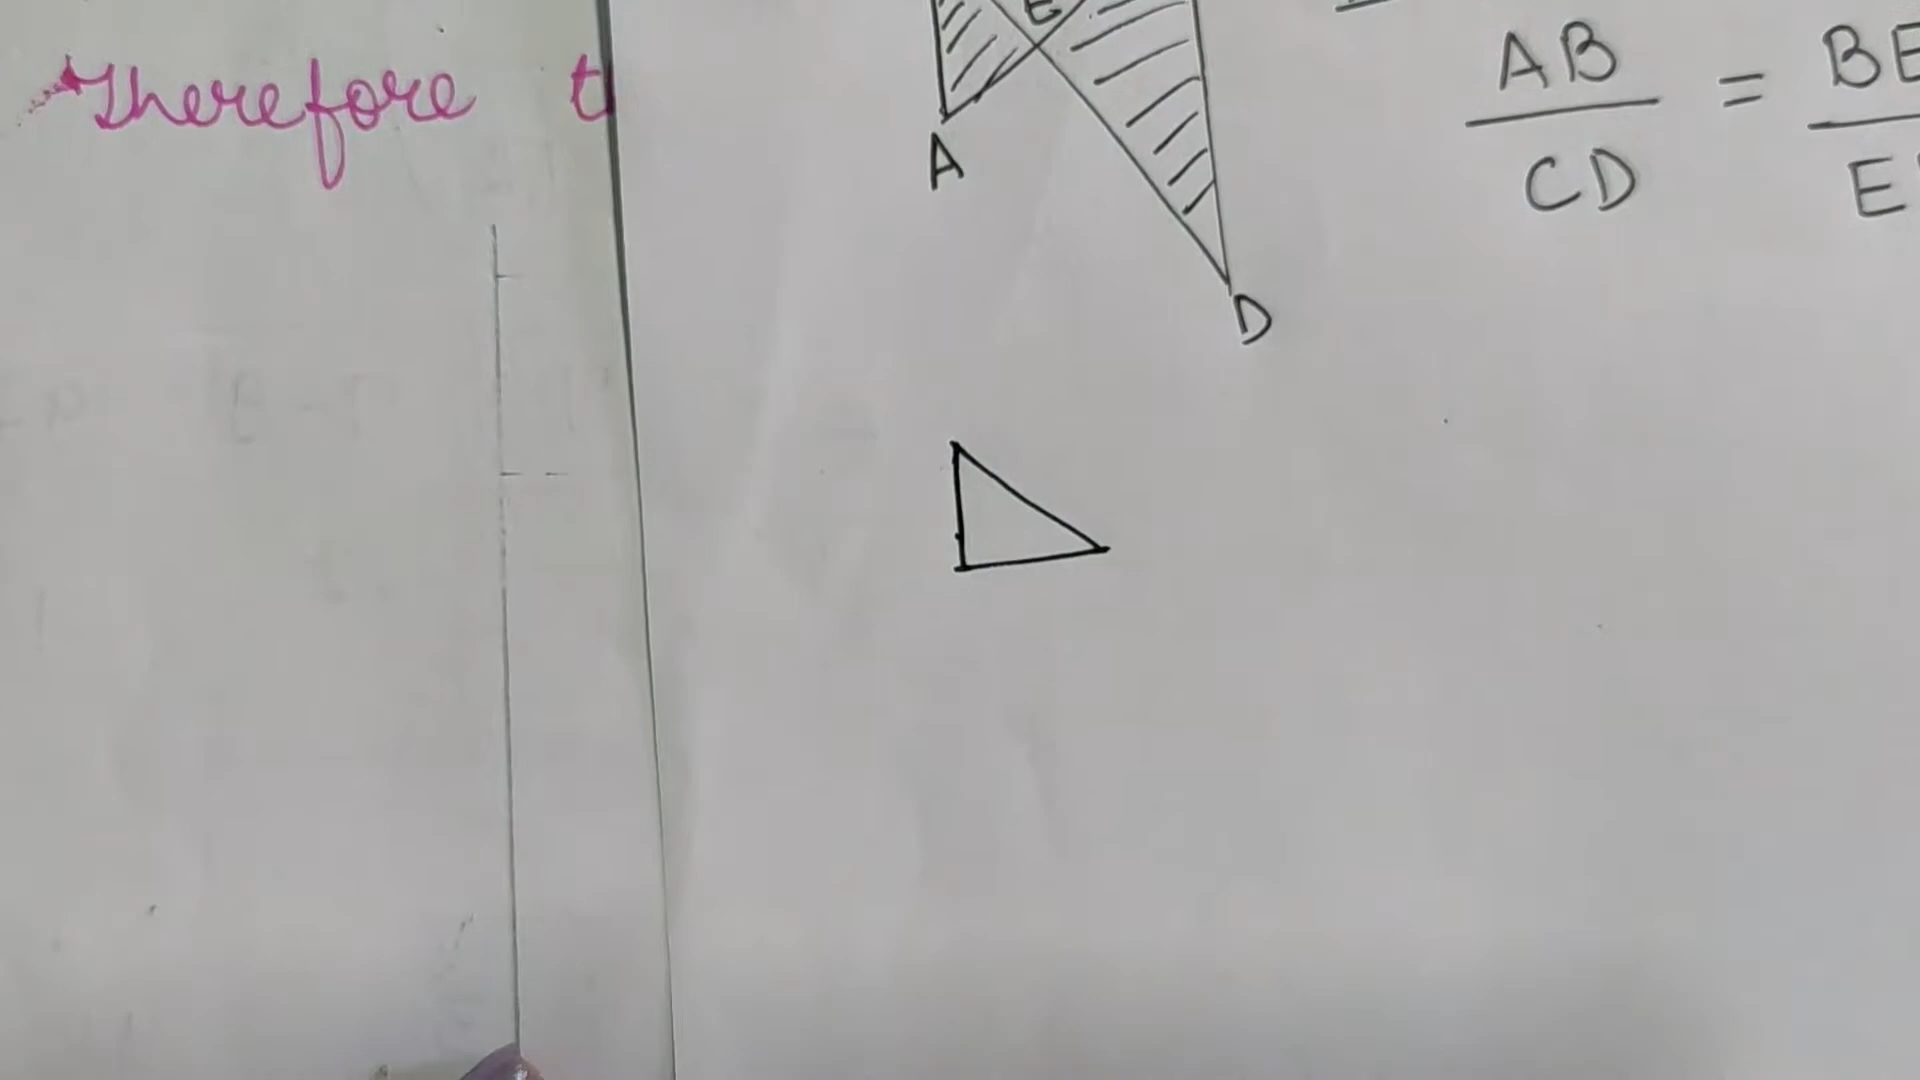 Therefore
E
A
D
AB = BE
CD